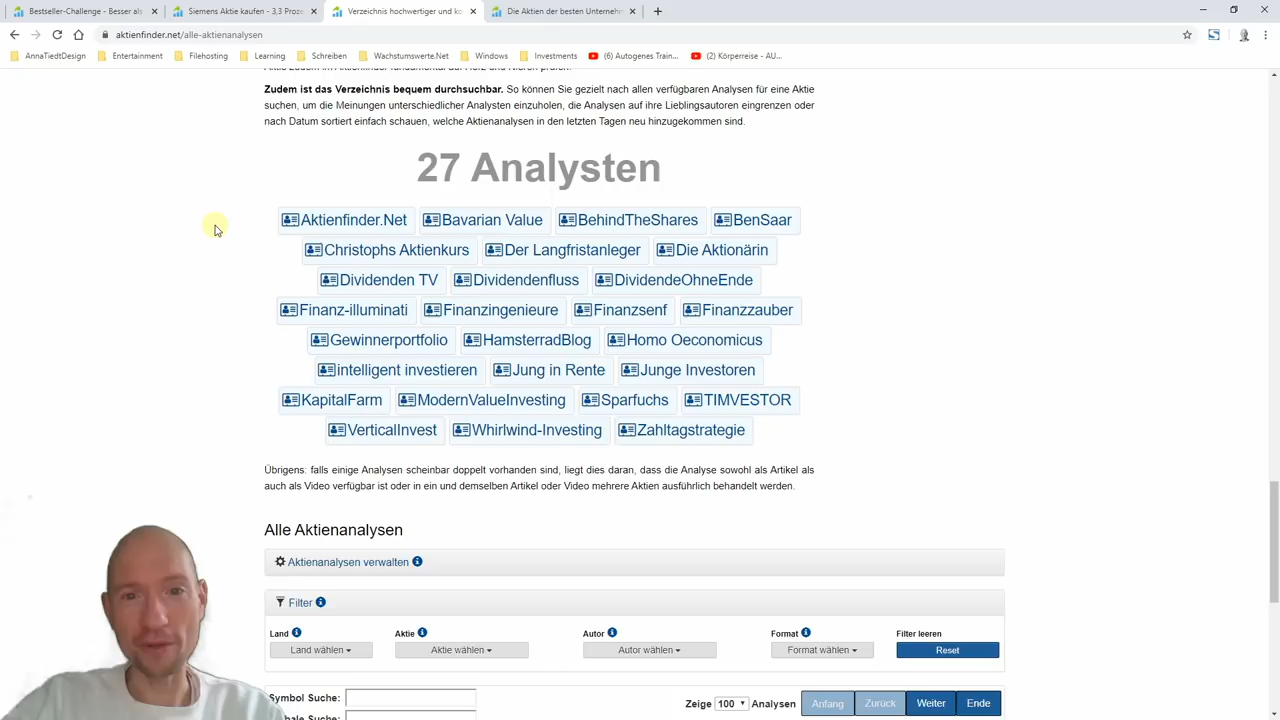 Bestseller-Challenge - Besser als
Siemens Aktie kaufen - 3,3 Proze
Verzeichnis hochwertiger und ko
Die Aktien der besten Unternehm
aktienfinder.net/alle-aktienanalysen
AnnaTiedtDesign
Entertainment
Filehosting
Learning
Schreiben
Wachstumswerte.Net
Windows
Investments
(6) Autogenes Train...
(2) Körperreise - AU...
Zudem ist das Verzeichnis bequem durchsuchbar. So können Sie gezielt nach allen verfügbaren Analysen für eine Aktie
suchen, um die Meinungen unterschiedlicher Analysten einzuholen, die Analysen auf ihre Lieblingsautoren eingrenzen oder
nach Datum sortiert einfach schauen, welche Aktienanalysen in den letzten Tagen neu hinzugekommen sind.
27 Analysten
Aktienfinder.Net Bavarian Value BehindTheShares BenSaar
Christophs Aktienkurs Der Langfristanleger Die Aktionärin
Dividenden TV Dividendenfluss DividendeOhneEnde
Finanz-illuminati Finanzingenieure Finanzsenf Finanzzauber
Gewinnerportfolio HamsterradBlog Homo Oeconomicus
intelligent investieren Jung in Rente Junge Investoren
KapitalFarm ModernValueInvesting Sparfuchs TIMVESTOR
VerticalInvest Whirlwind-Investing Zahltagstrategie
Übrigens: falls einige Analysen scheinbar doppelt vorhanden sind, liegt dies daran, dass die Analyse sowohl als Artikel als
auch als Video verfügbar ist oder in ein und demselben Artikel oder Video mehrere Aktien ausführlich behandelt werden.
Alle Aktienanalysen
Aktienanalysen verwalten
Filter
Land Aktie Autor Format Filter leeren
Land wählen Aktie wählen Autor wählen Format wählen Reset
Symbol Suche: Zeige 100 Analysen Anfang Zurück Weiter Ende